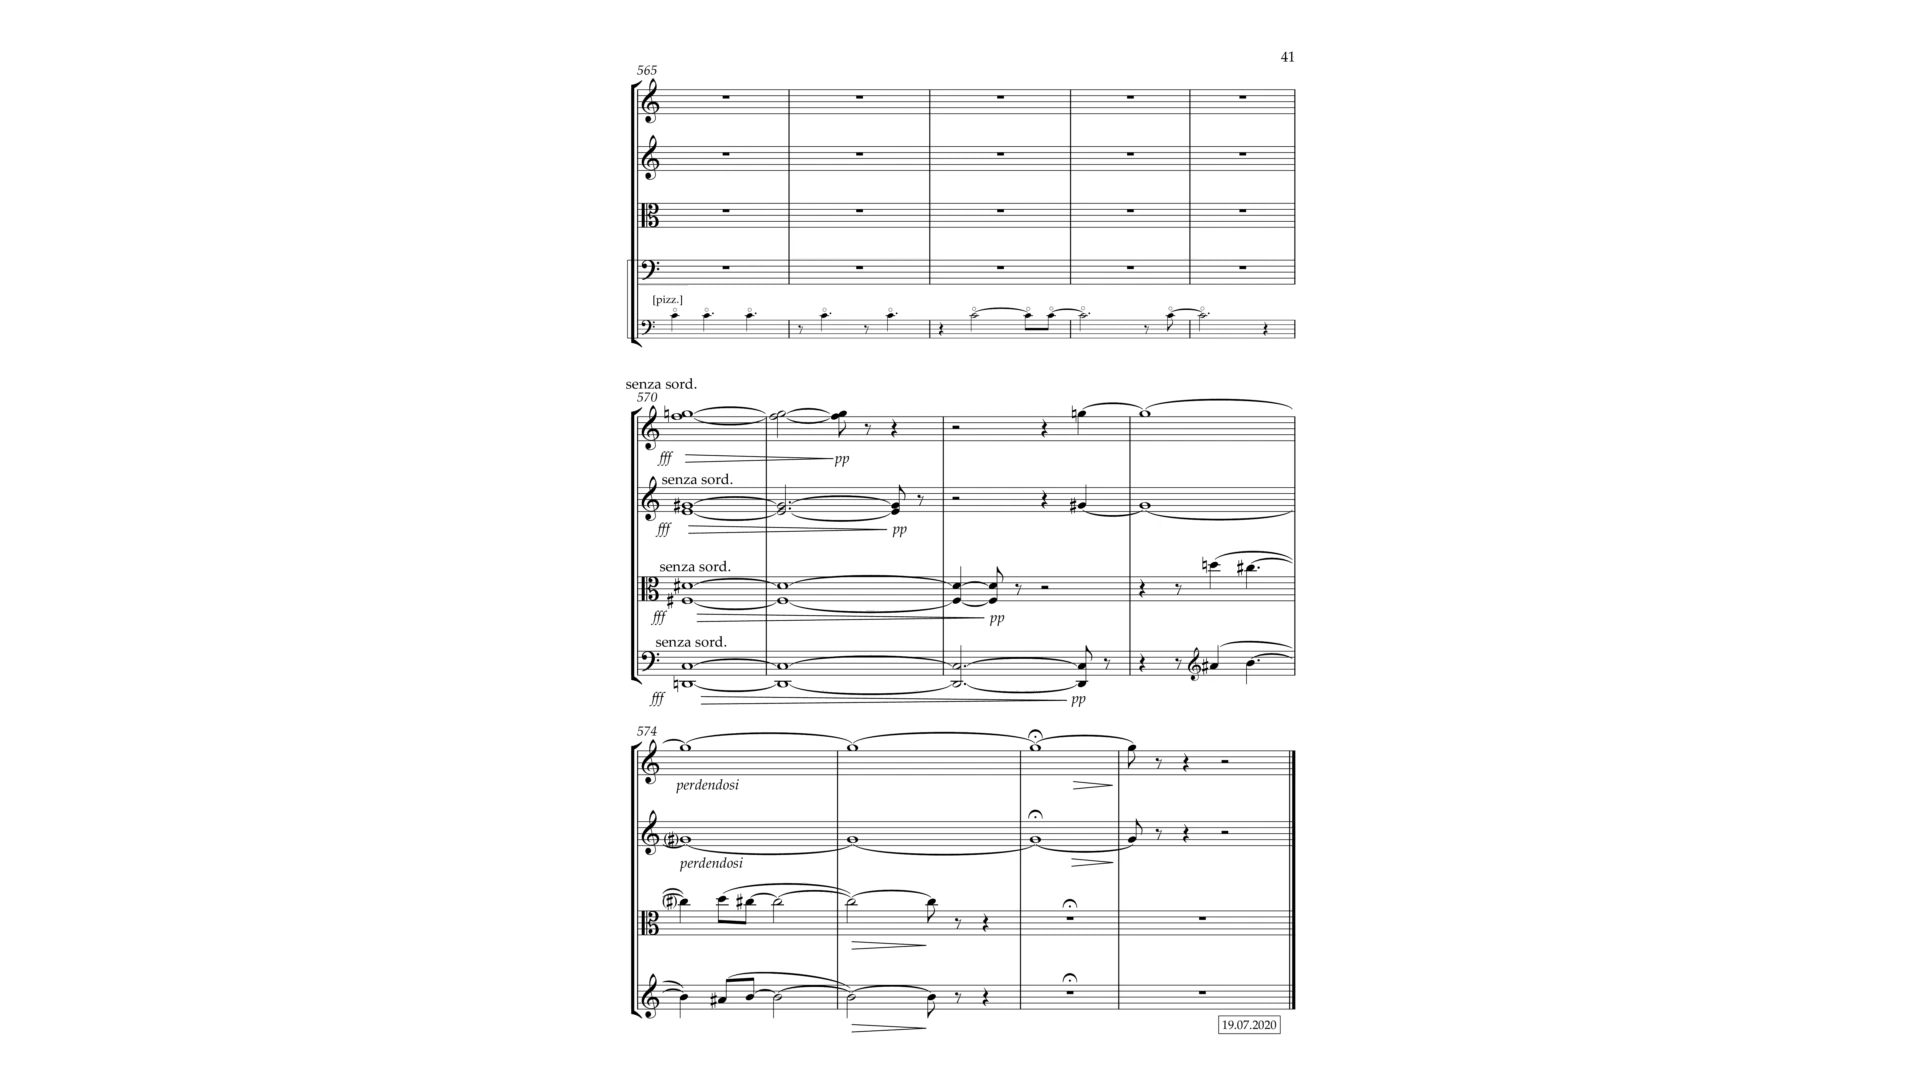 41
565
[pizz.]
senza sord.
570
fff
pp
senza sord.
fff
pp
senza sord.
fff
pp
senza sord.
fff
pp
574
perdendosi
perdendosi
19.07.2020